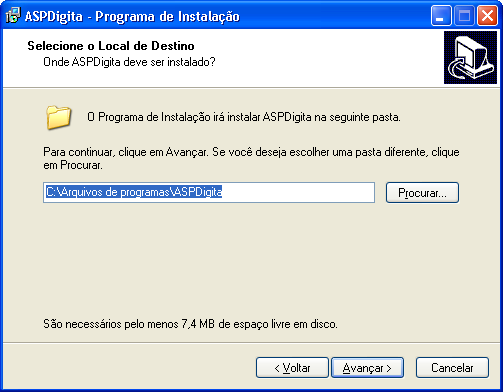 ASPDigita - Programa de Instalação
Selecione o Local de Destino
Onde ASPDigita deve ser instalado?
O Programa de Instalação irá instalar ASPDigita na seguinte pasta.
Para continuar, clique em Avançar. Se você deseja escolher uma pasta diferente, clique
em Procurar.
C:\Arquivos de programas\ASPDigita
Procurar...
São necessários pelo menos 7,4 MB de espaço livre em disco.
< Voltar
Avançar >
Cancelar